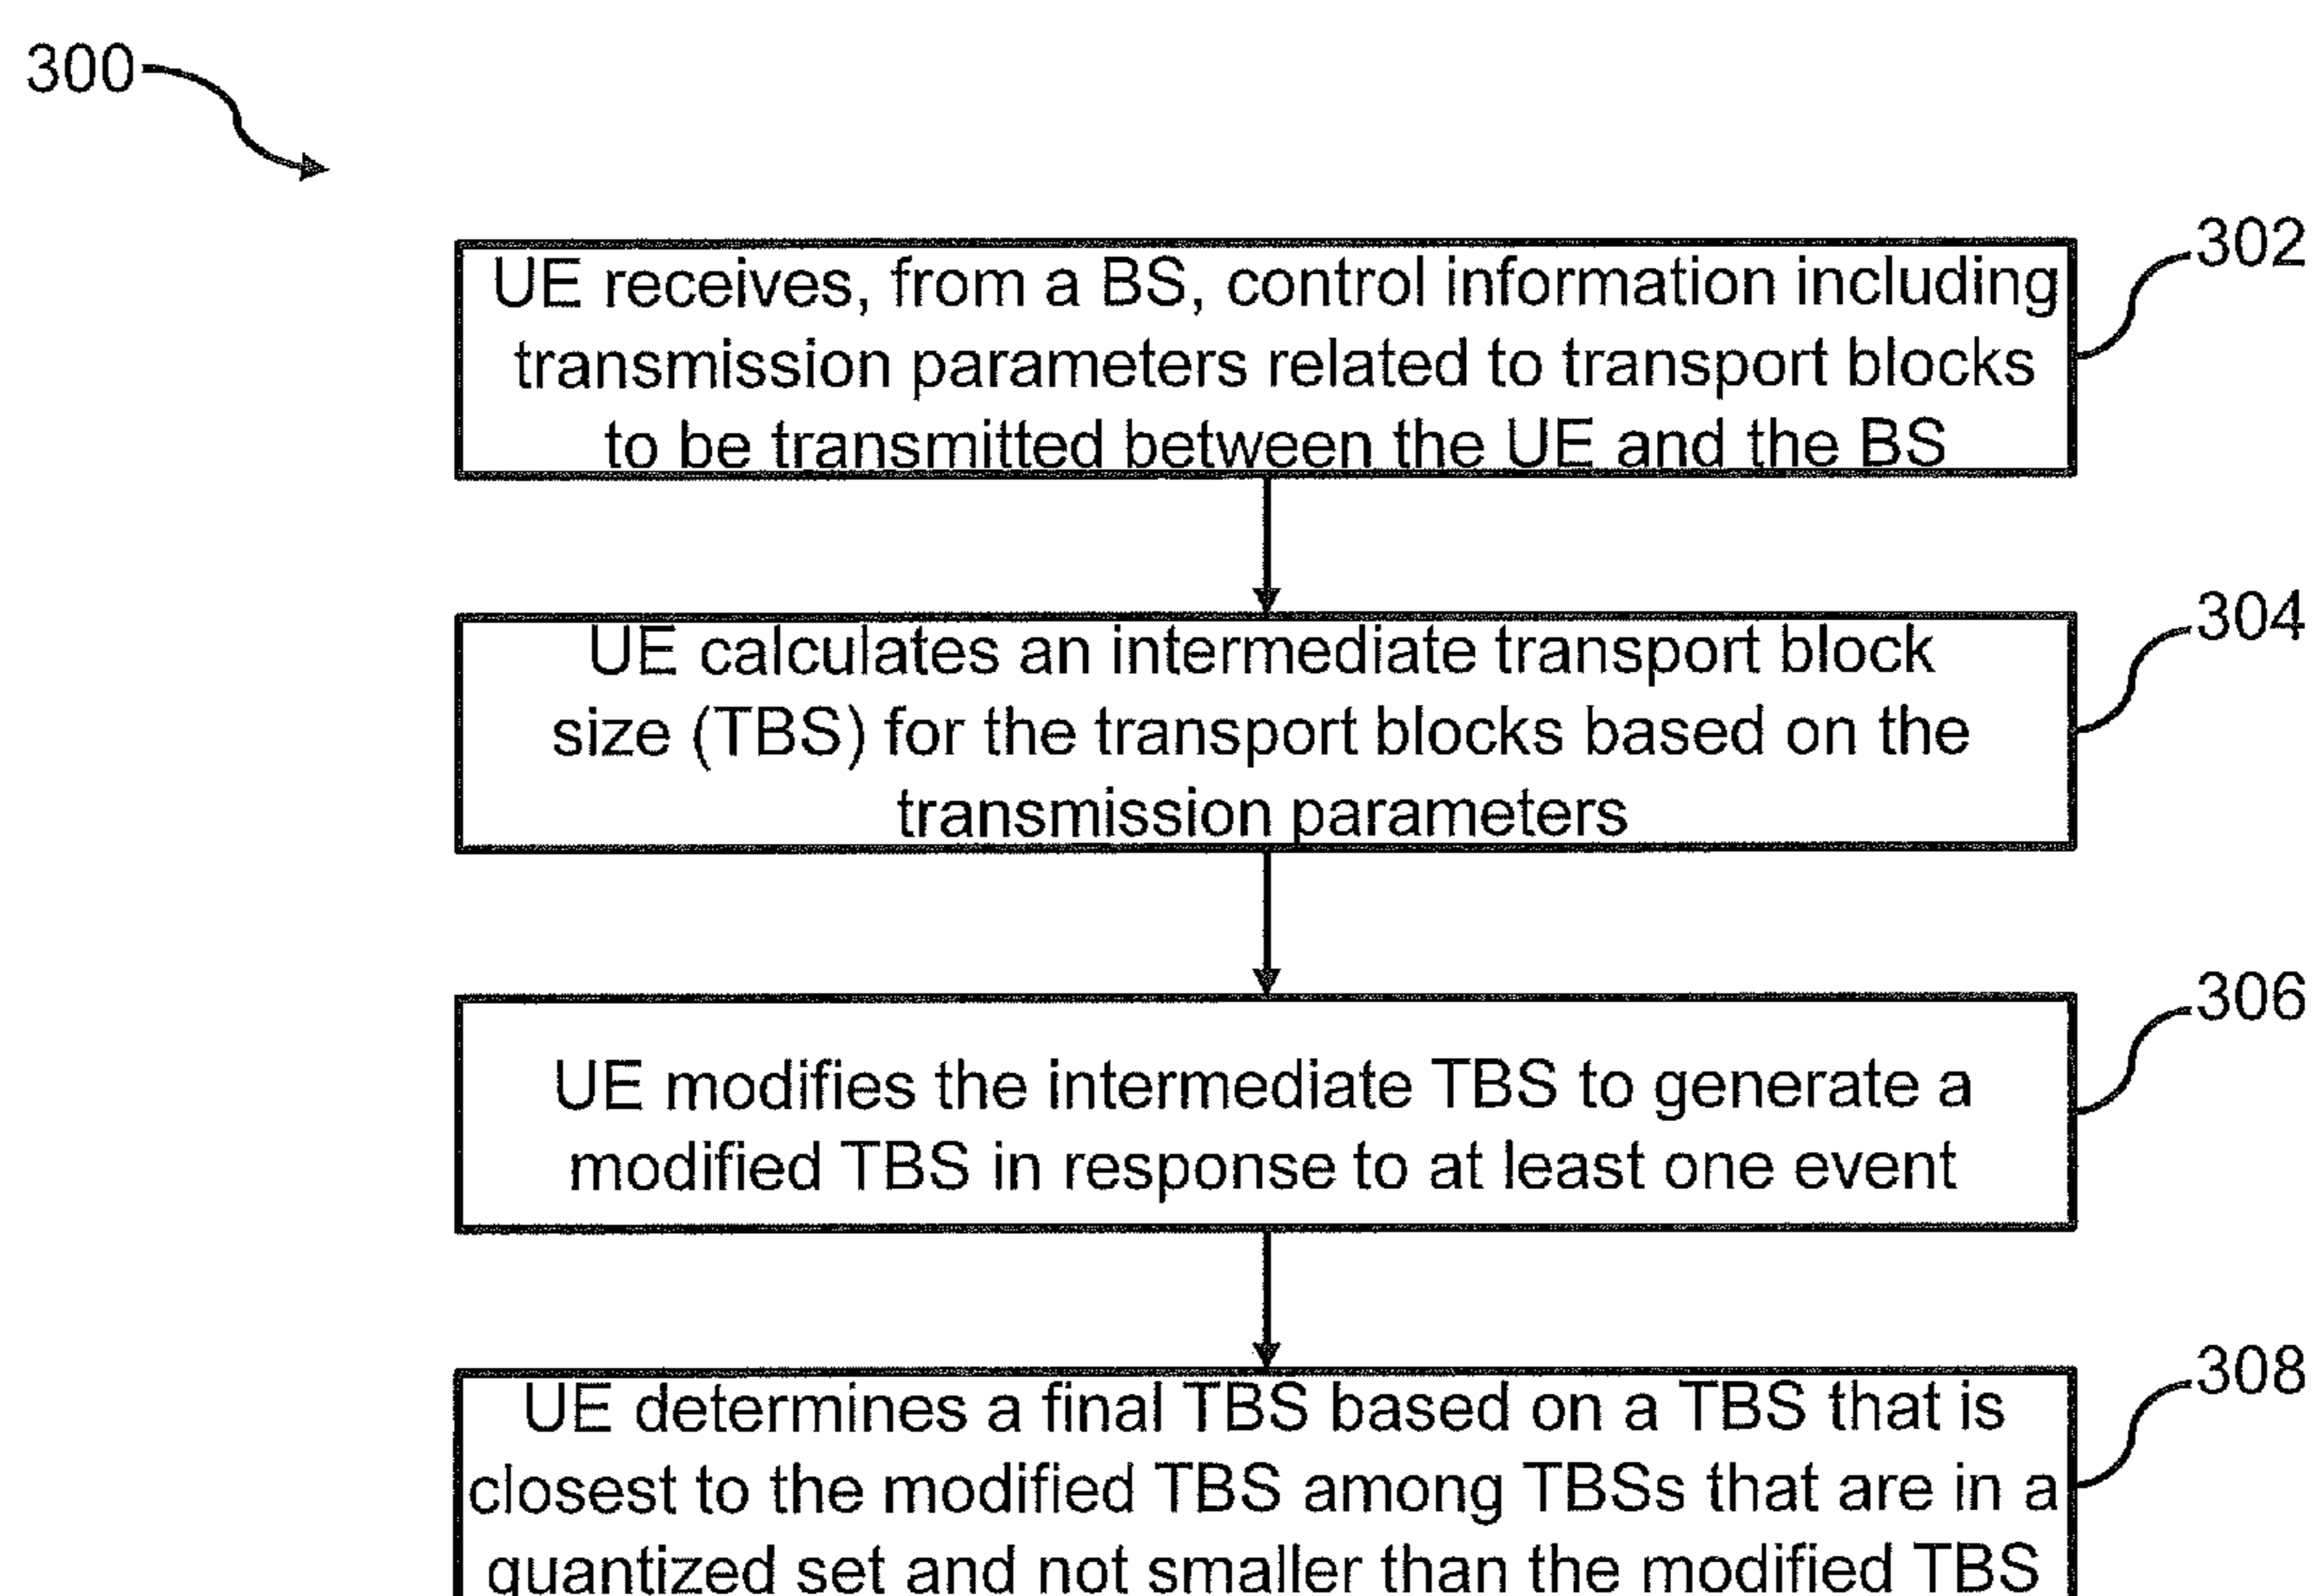 300
302
UE receives, from a BS, control information including
transmission parameters related to transport blocks
to be transmitted between the UE and the BS
304
UE calculates an intermediate transport block
size (TBS) for the transport blocks based on the
transmission parameters
306
UE modifies the intermediate TBS to generate a
modified TBS in response to at least one event
308
UE determines a final TBS based on a TBS that is
closest to the modified TBS among TBSs that are in a
quantized set and not smaller than the modified TBS